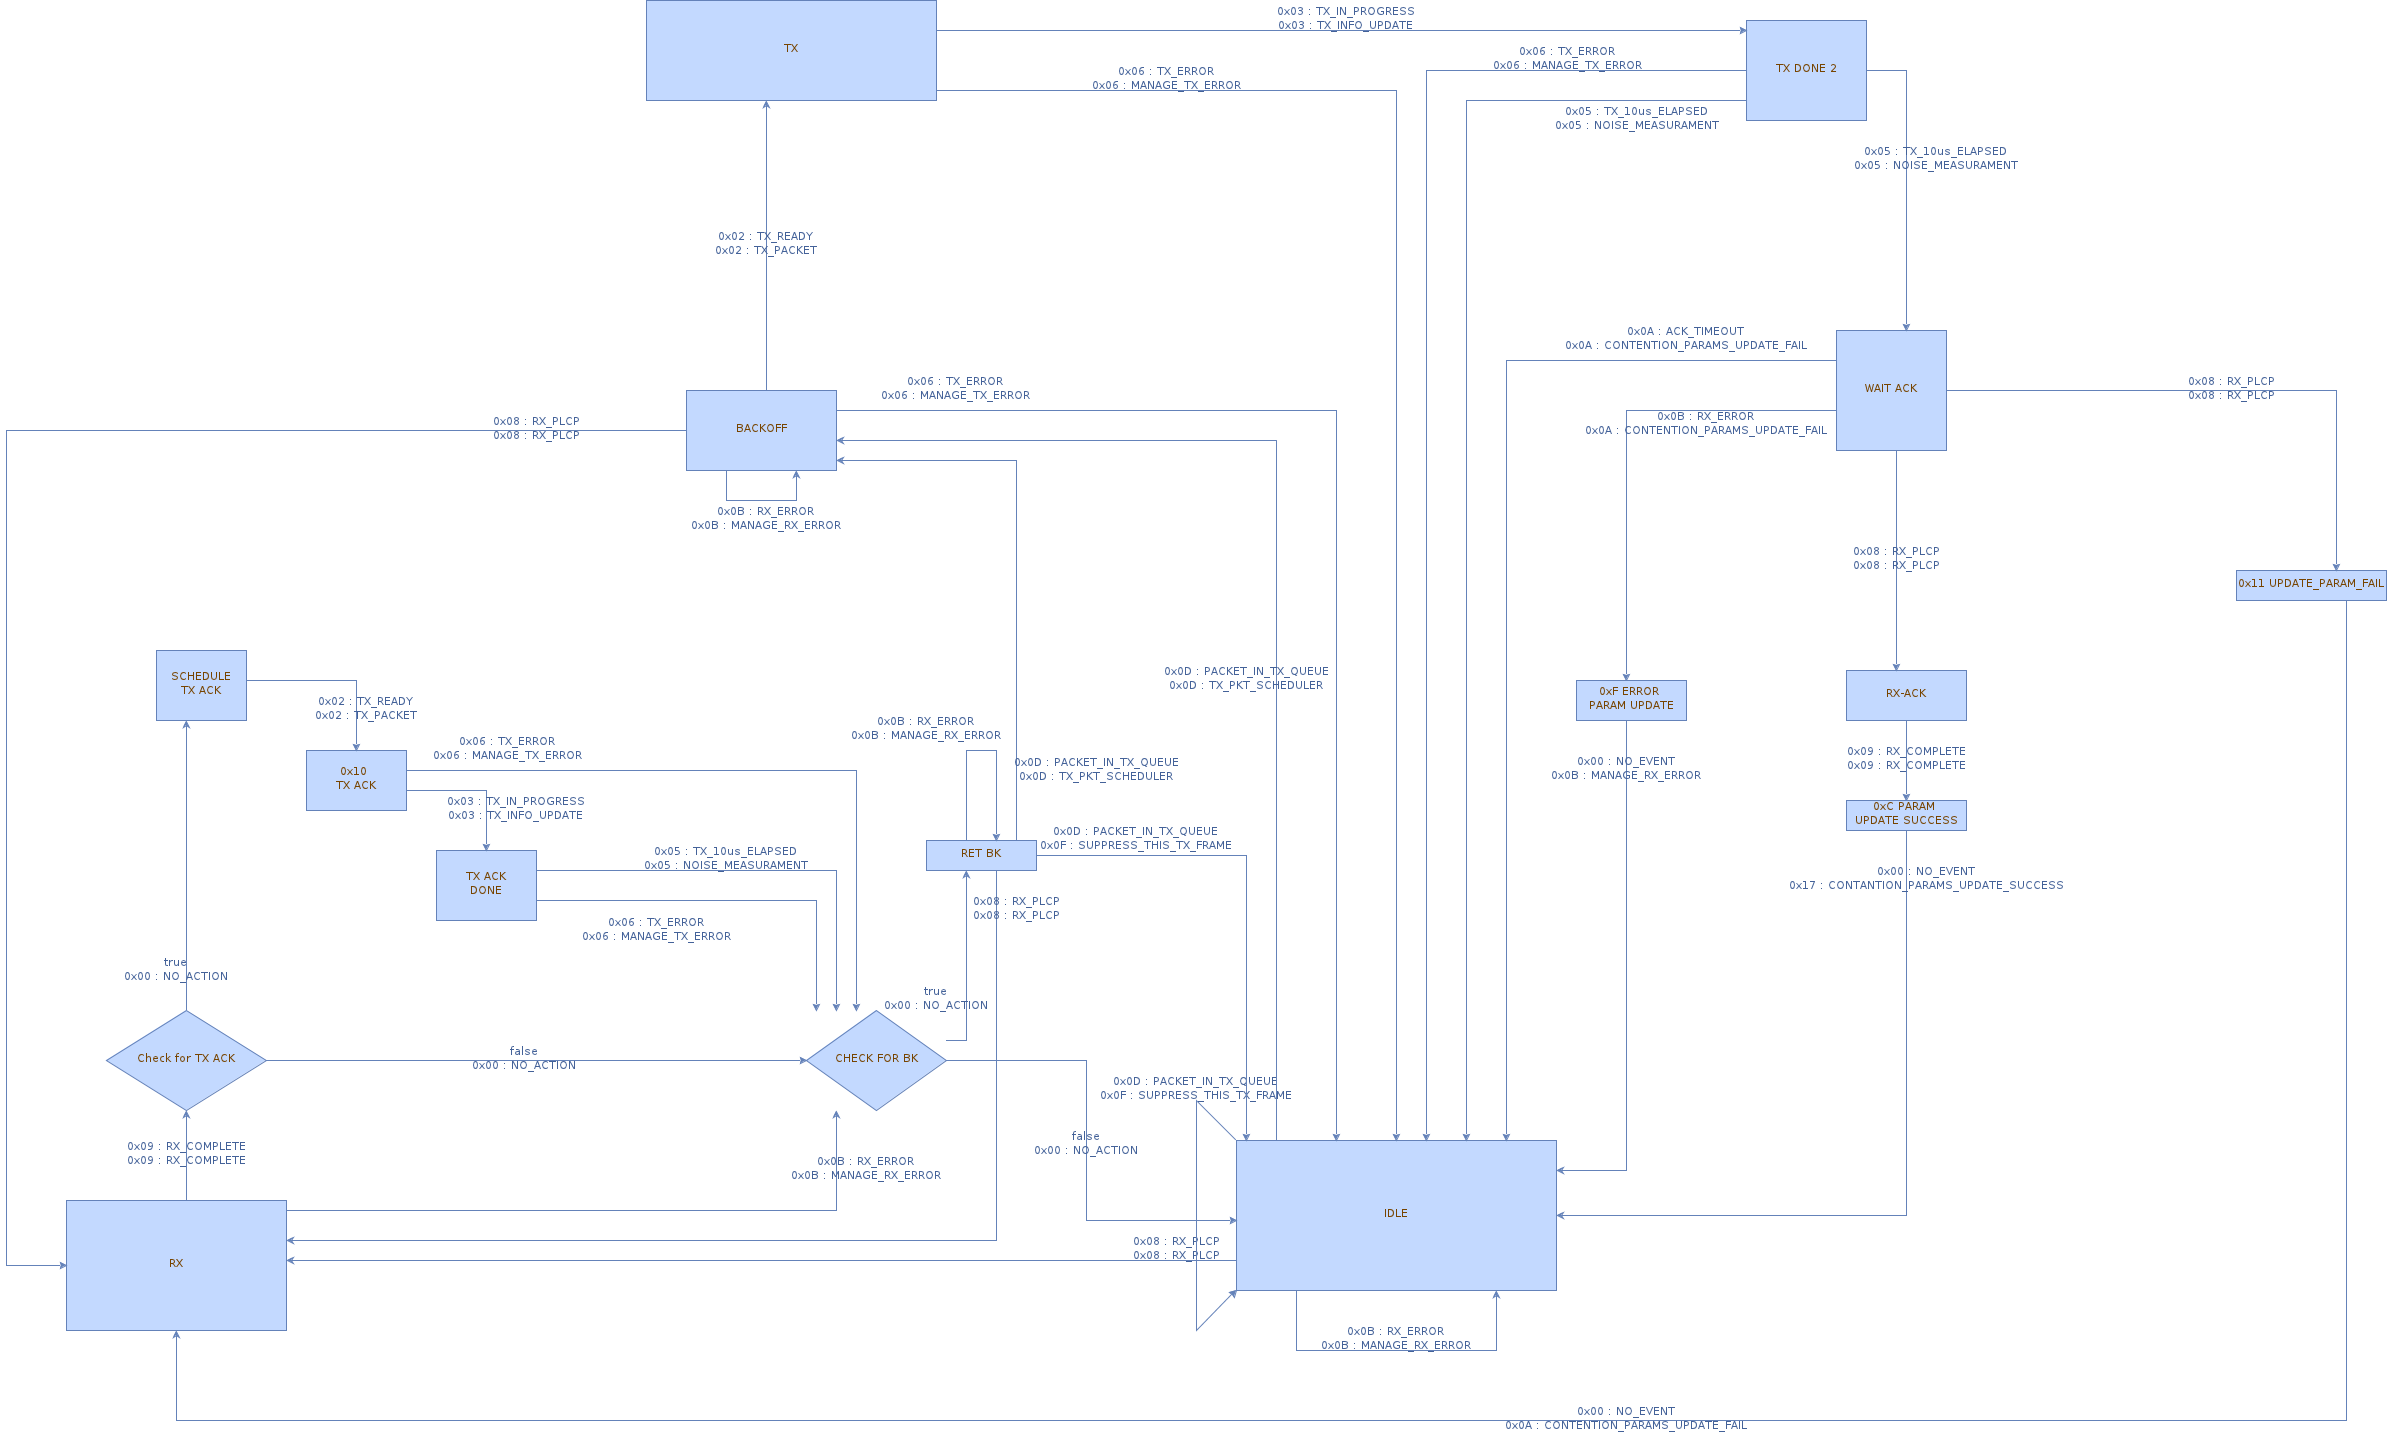 0x03 : TX_IN_PROGRESS
0x03 : TX_INFO_UPDATE
TX
0x06 : TX_ERROR
0x06 : MANAGE_TX_ERROR
0x06 : TX_ERROR
0x06 : MANAGE_TX_ERROR
TX DONE 2
0x05 : TX_10us_ELAPSED
0x05 : NOISE_MEASURAMENT
0x05 : TX_10us_ELAPSED
0x05 : NOISE_MEASURAMENT
0x02 : TX_READY
0x02 : TX_PACKET
0x0A : ACK_TIMEOUT
0x0A : CONTENTION_PARAMS_UPDATE_FAIL
WAIT ACK
0x08 : RX_PLCP
0x08 : RX_PLCP
0x06 : TX_ERROR
0x06 : MANAGE_TX_ERROR
0x08 : RX_PLCP
0x08 : RX_PLCP
BACKOFF
0x0B : RX_ERROR
0x0A : CONTENTION_PARAMS_UPDATE_FAIL
0x0B : RX_ERROR
0x0B : MANAGE_RX_ERROR
0x08 : RX_PLCP
0x08 : RX_PLCP
0x11 UPDATE_PARAM_FAIL
SCHEDULE
TX ACK
0x0D : PACKET_IN_TX_QUEUE
0x0D : TX_PKT_SCHEDULER
0xF ERROR
PARAM UPDATE
RX-ACK
0x02 : TX_READY
0x02 : TX_PACKET
0x0B : RX_ERROR
0x0B : MANAGE_RX_ERROR
0x06 : TX_ERROR
0x06 : MANAGE_TX_ERROR
0x10
TX ACK
0x0D : PACKET_IN_TX_QUEUE
0x0D : TX_PKT_SCHEDULER
0x00 : NO_EVENT
0x0B : MANAGE_RX_ERROR
0x09 : RX_COMPLETE
0x09 : RX_COMPLETE
0x03 : TX_IN_PROGRESS
0x03 : TX_INFO_UPDATE
0xC PARAM
UPDATE SUCCESS
0x0D : PACKET_IN_TX_QUEUE
0x0F : SUPPRESS_THIS_TX_FRAME
RET BK
0x05 : TX_10us_ELAPSED
0x05 : NOISE_MEASURAMENT
TX ACK
DONE
0x00 : NO_EVENT
0x17 : CONTANTION_PARAMS_UPDATE_SUCCESS
0x08 : RX_PLCP
0x08 : RX_PLCP
0x06 : TX_ERROR
0x06 : MANAGE_TX_ERROR
true
0x00 : NO_ACTION
true
0x00 : NO_ACTION
Check for TX ACK
false
0x00 : NO_ACTION
CHECK FOR BK
0x0D : PACKET_IN_TX_QUEUE
0x0F : SUPPRESS_THIS_TX_FRAME
false
0x00 : NO_ACTION
0x09 : RX_COMPLETE
0x09 : RX_COMPLETE
0x0B : RX_ERROR
0x0B : MANAGE_RX_ERROR
IDLE
0x08 : RX_PLCP
0x08 : RX_PLCP
RX
0x0B : RX_ERROR
0x0B : MANAGE_RX_ERROR
0x00 : NO_EVENT
0x0A : CONTENTION_PARAMS_UPDATE_FAIL